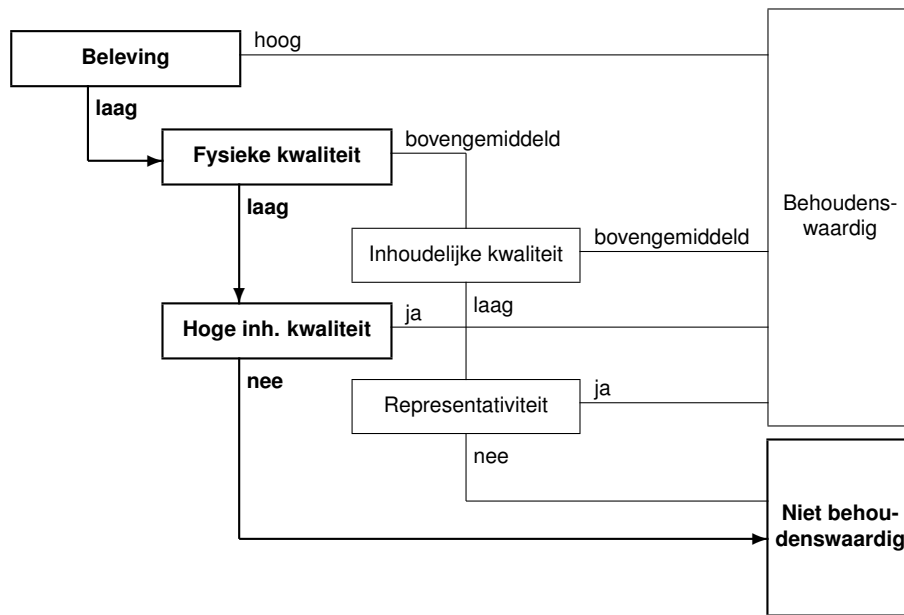 hoog
Beleving
laag
bovengemiddeld
Fysieke kwaliteit
laag
Behoudens-
waardig
bovengemiddeld
Inhoudelijke kwaliteit
laag
ja
Hoge inh. kwaliteit
nee
ja
Representativiteit
nee
Niet behou-
denswaardig